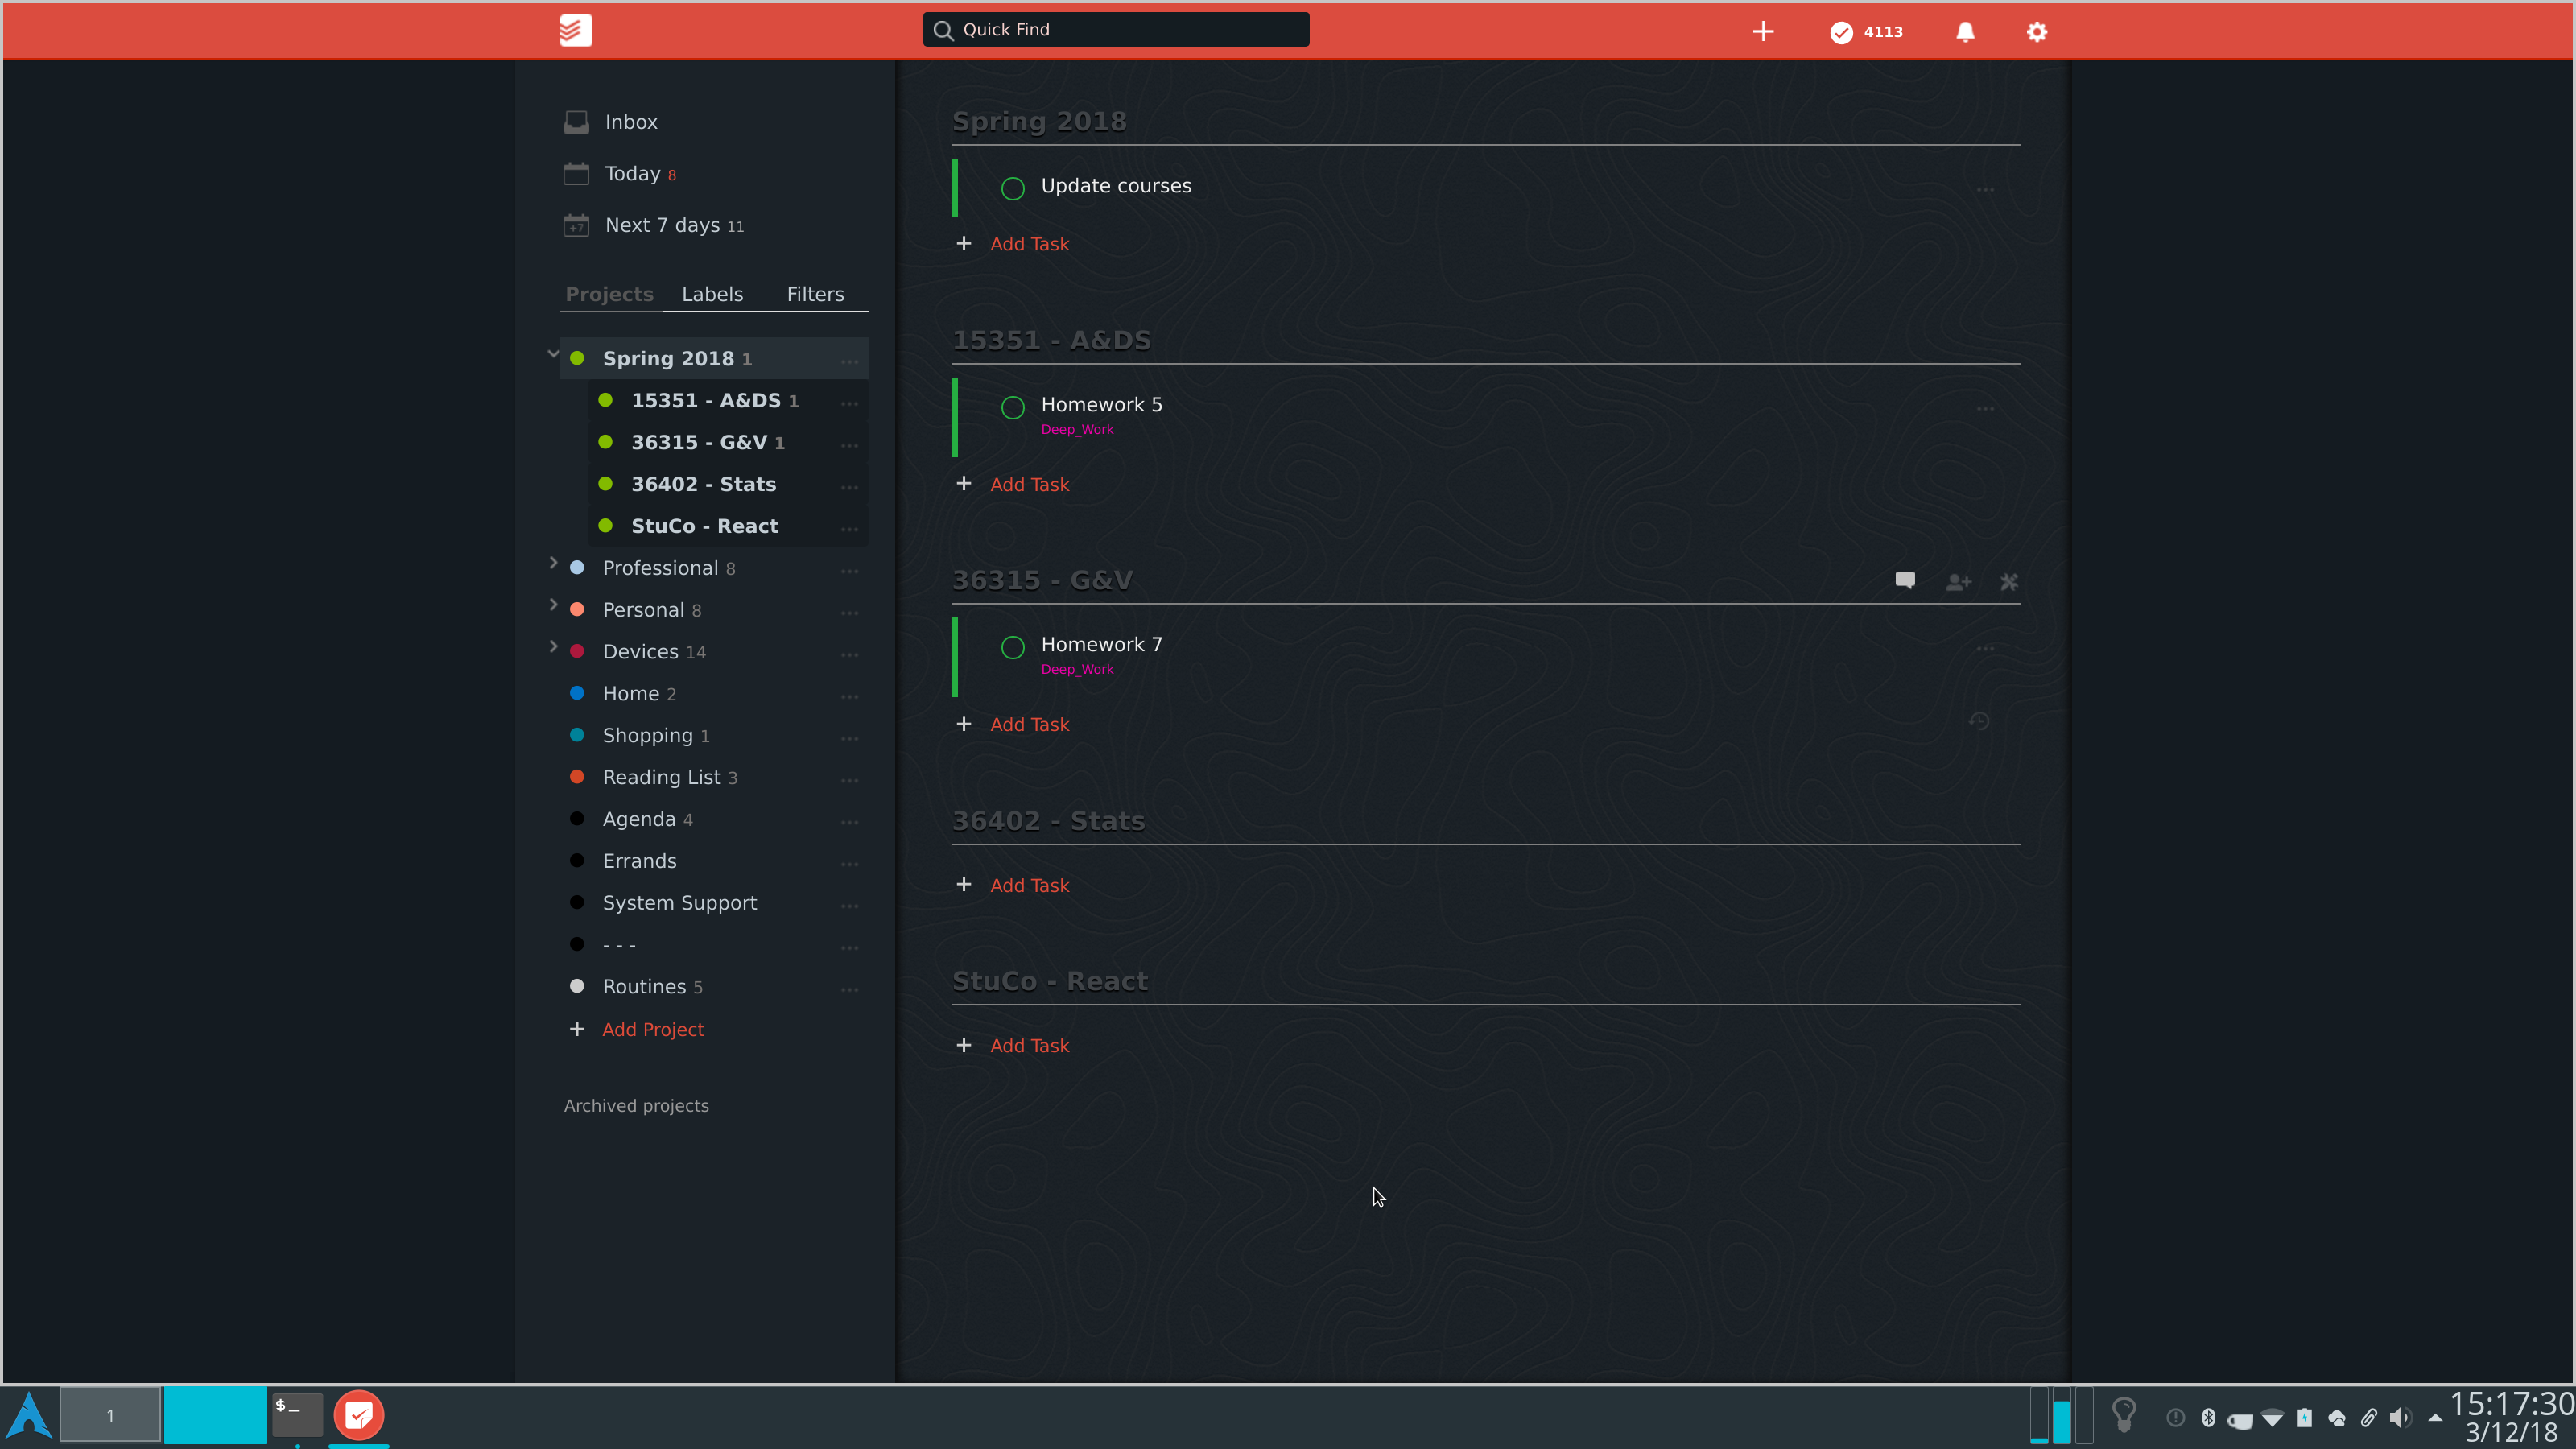 Quick Find
4113
Inbox
Today 8
+7
Next 7 days 11
Projects Labels Filters
Spring 2018 1
15351 - A&DS 1
36315 - G&V 1
36402 - Stats
StuCo - React
Professional 8
Personal 8
Devices 14
Home 2
Shopping 1
Reading List 3
Agenda 4
Errands
System Support
- - -
Routines 5
+ Add Project
Archived projects
Spring 2018
Update courses
+ Add Task
15351 - A&DS
Homework 5
Deep_Work
+ Add Task
36315 - G&V
Homework 7
Deep_Work
+ Add Task
36402 - Stats
+ Add Task
StuCo - React
+ Add Task
1
$_
15:17:30
3/12/18